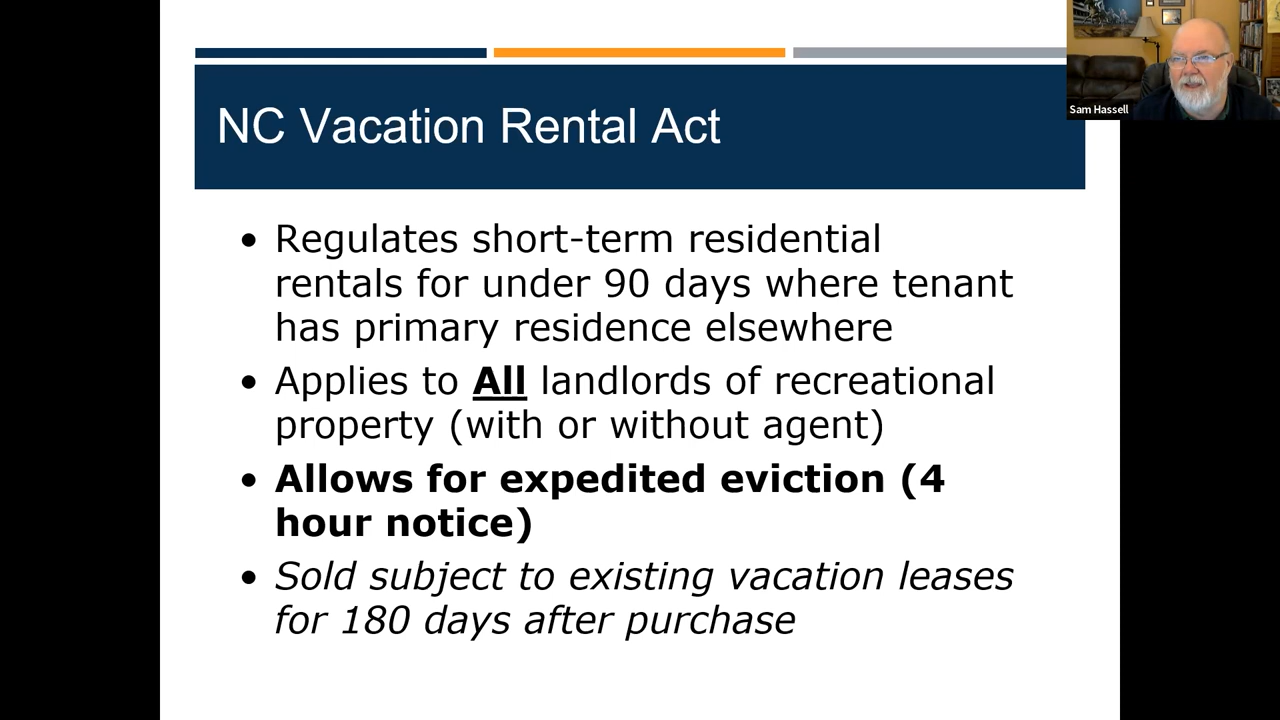 NC Vacation Rental Act
Sam Hassell
• Regulates short-term residential
rentals for under 90 days where tenant
has primary residence elsewhere
• Applies to All landlords of recreational
property (with or without agent)
• Allows for expedited eviction (4
hour notice)
• Sold subject to existing vacation leases
for 180 days after purchase